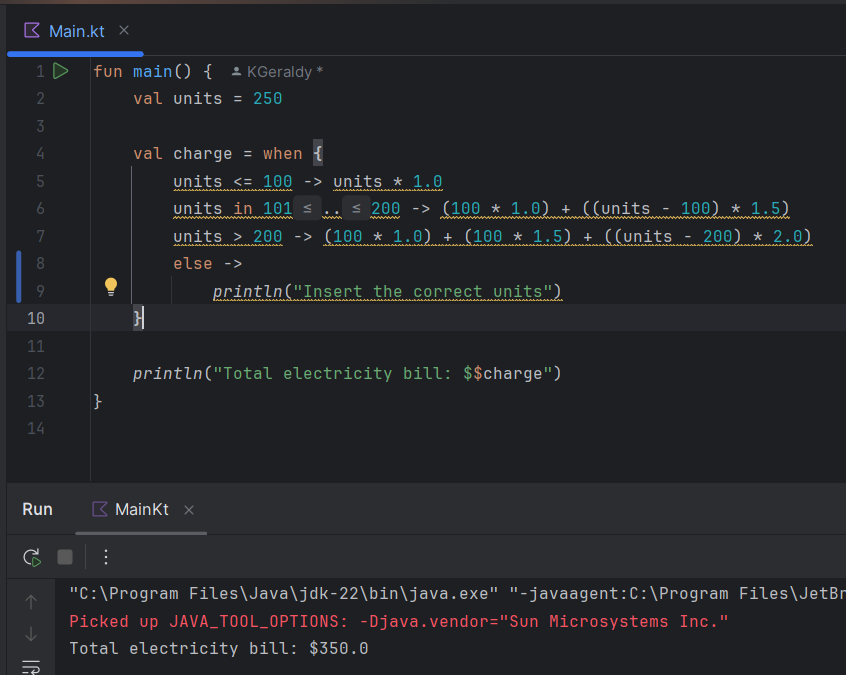 Main.kt ×
1 fun main() { KGeraldy *
2 val units = 250
3
4 val charge = when {
5 units <= 100 -> units * 1.0
6 units in 101 ≤ .. ≤ 200 -> (100 * 1.0) + ((units - 100) * 1.5)
7 units > 200 -> (100 * 1.0) + (100 * 1.5) + ((units - 200) * 2.0)
8 else ->
9 println("Insert the correct units")
10 }
11
12 println("Total electricity bill: $$charge")
13 }
14
Run MainKt ×
"C:\Program Files\Java\jdk-22\bin\java.exe" "-javaagent:C:\Program Files\JetBr
Picked up JAVA_TOOL_OPTIONS: -Djava.vendor="Sun Microsystems Inc."
Total electricity bill: $350.0